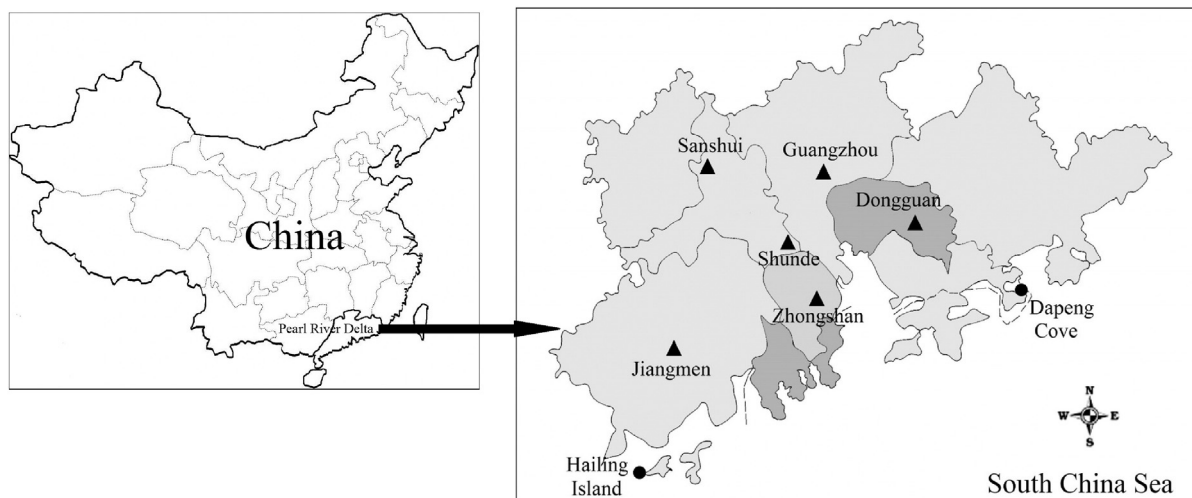 China
Pearl River Delta
Sanshui
Guangzhou
Dongguan
Shunde
Zhongshan
Dapeng
Cove
Jiangmen
Hailing
Island
N
W E
S
South China Sea